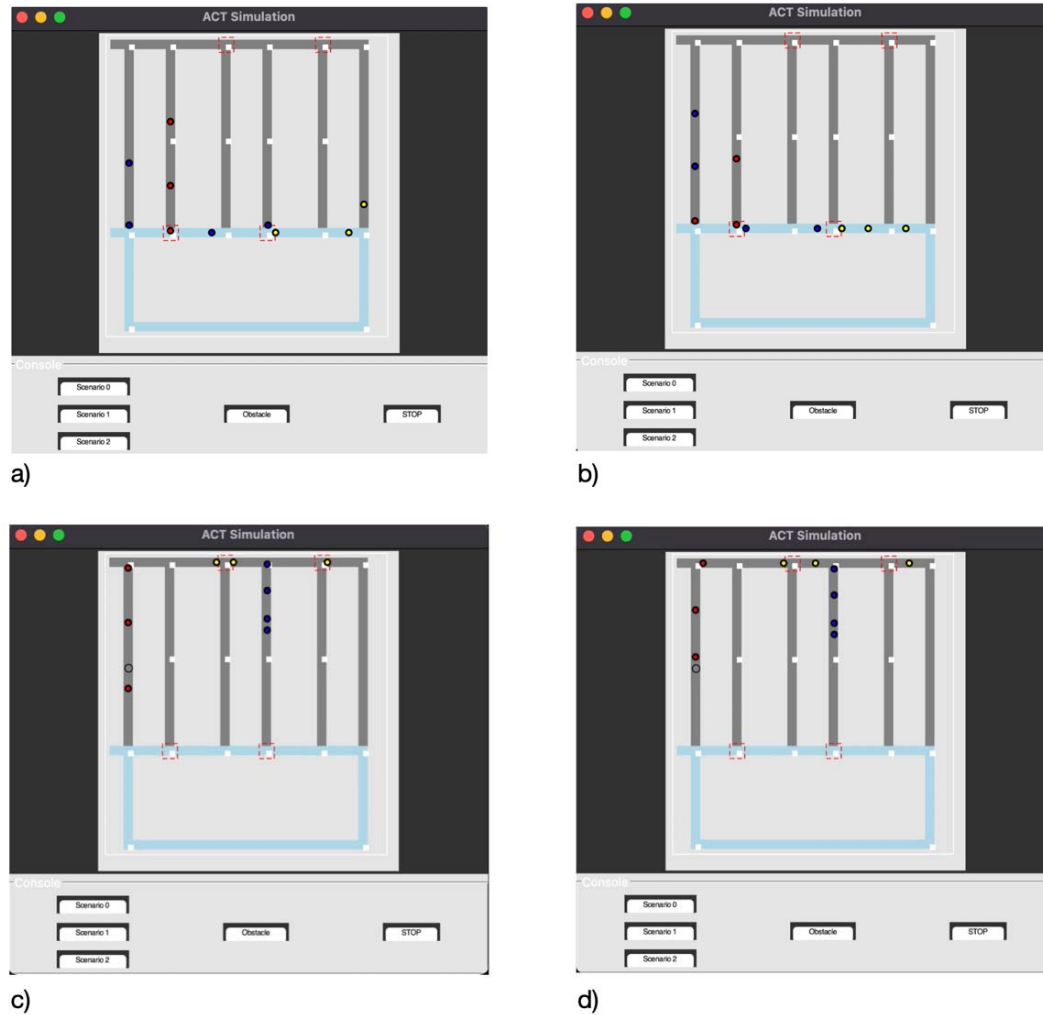 ACT Simulation
Console
Scenario 0
Scenario 1
Obstacle
STOP
Scenario 2
a)
ACT Simulation
Console
Scenario 0
Scenario 1
Obstacle
STOP
Scenario 2
b)
ACT Simulation
Console
Scenario 0
Scenario 1
Obstacle
STOP
Scenario 2
c)
ACT Simulation
Console
Scenario 0
Scenario 1
Obstacle
STOP
Scenario 2
d)